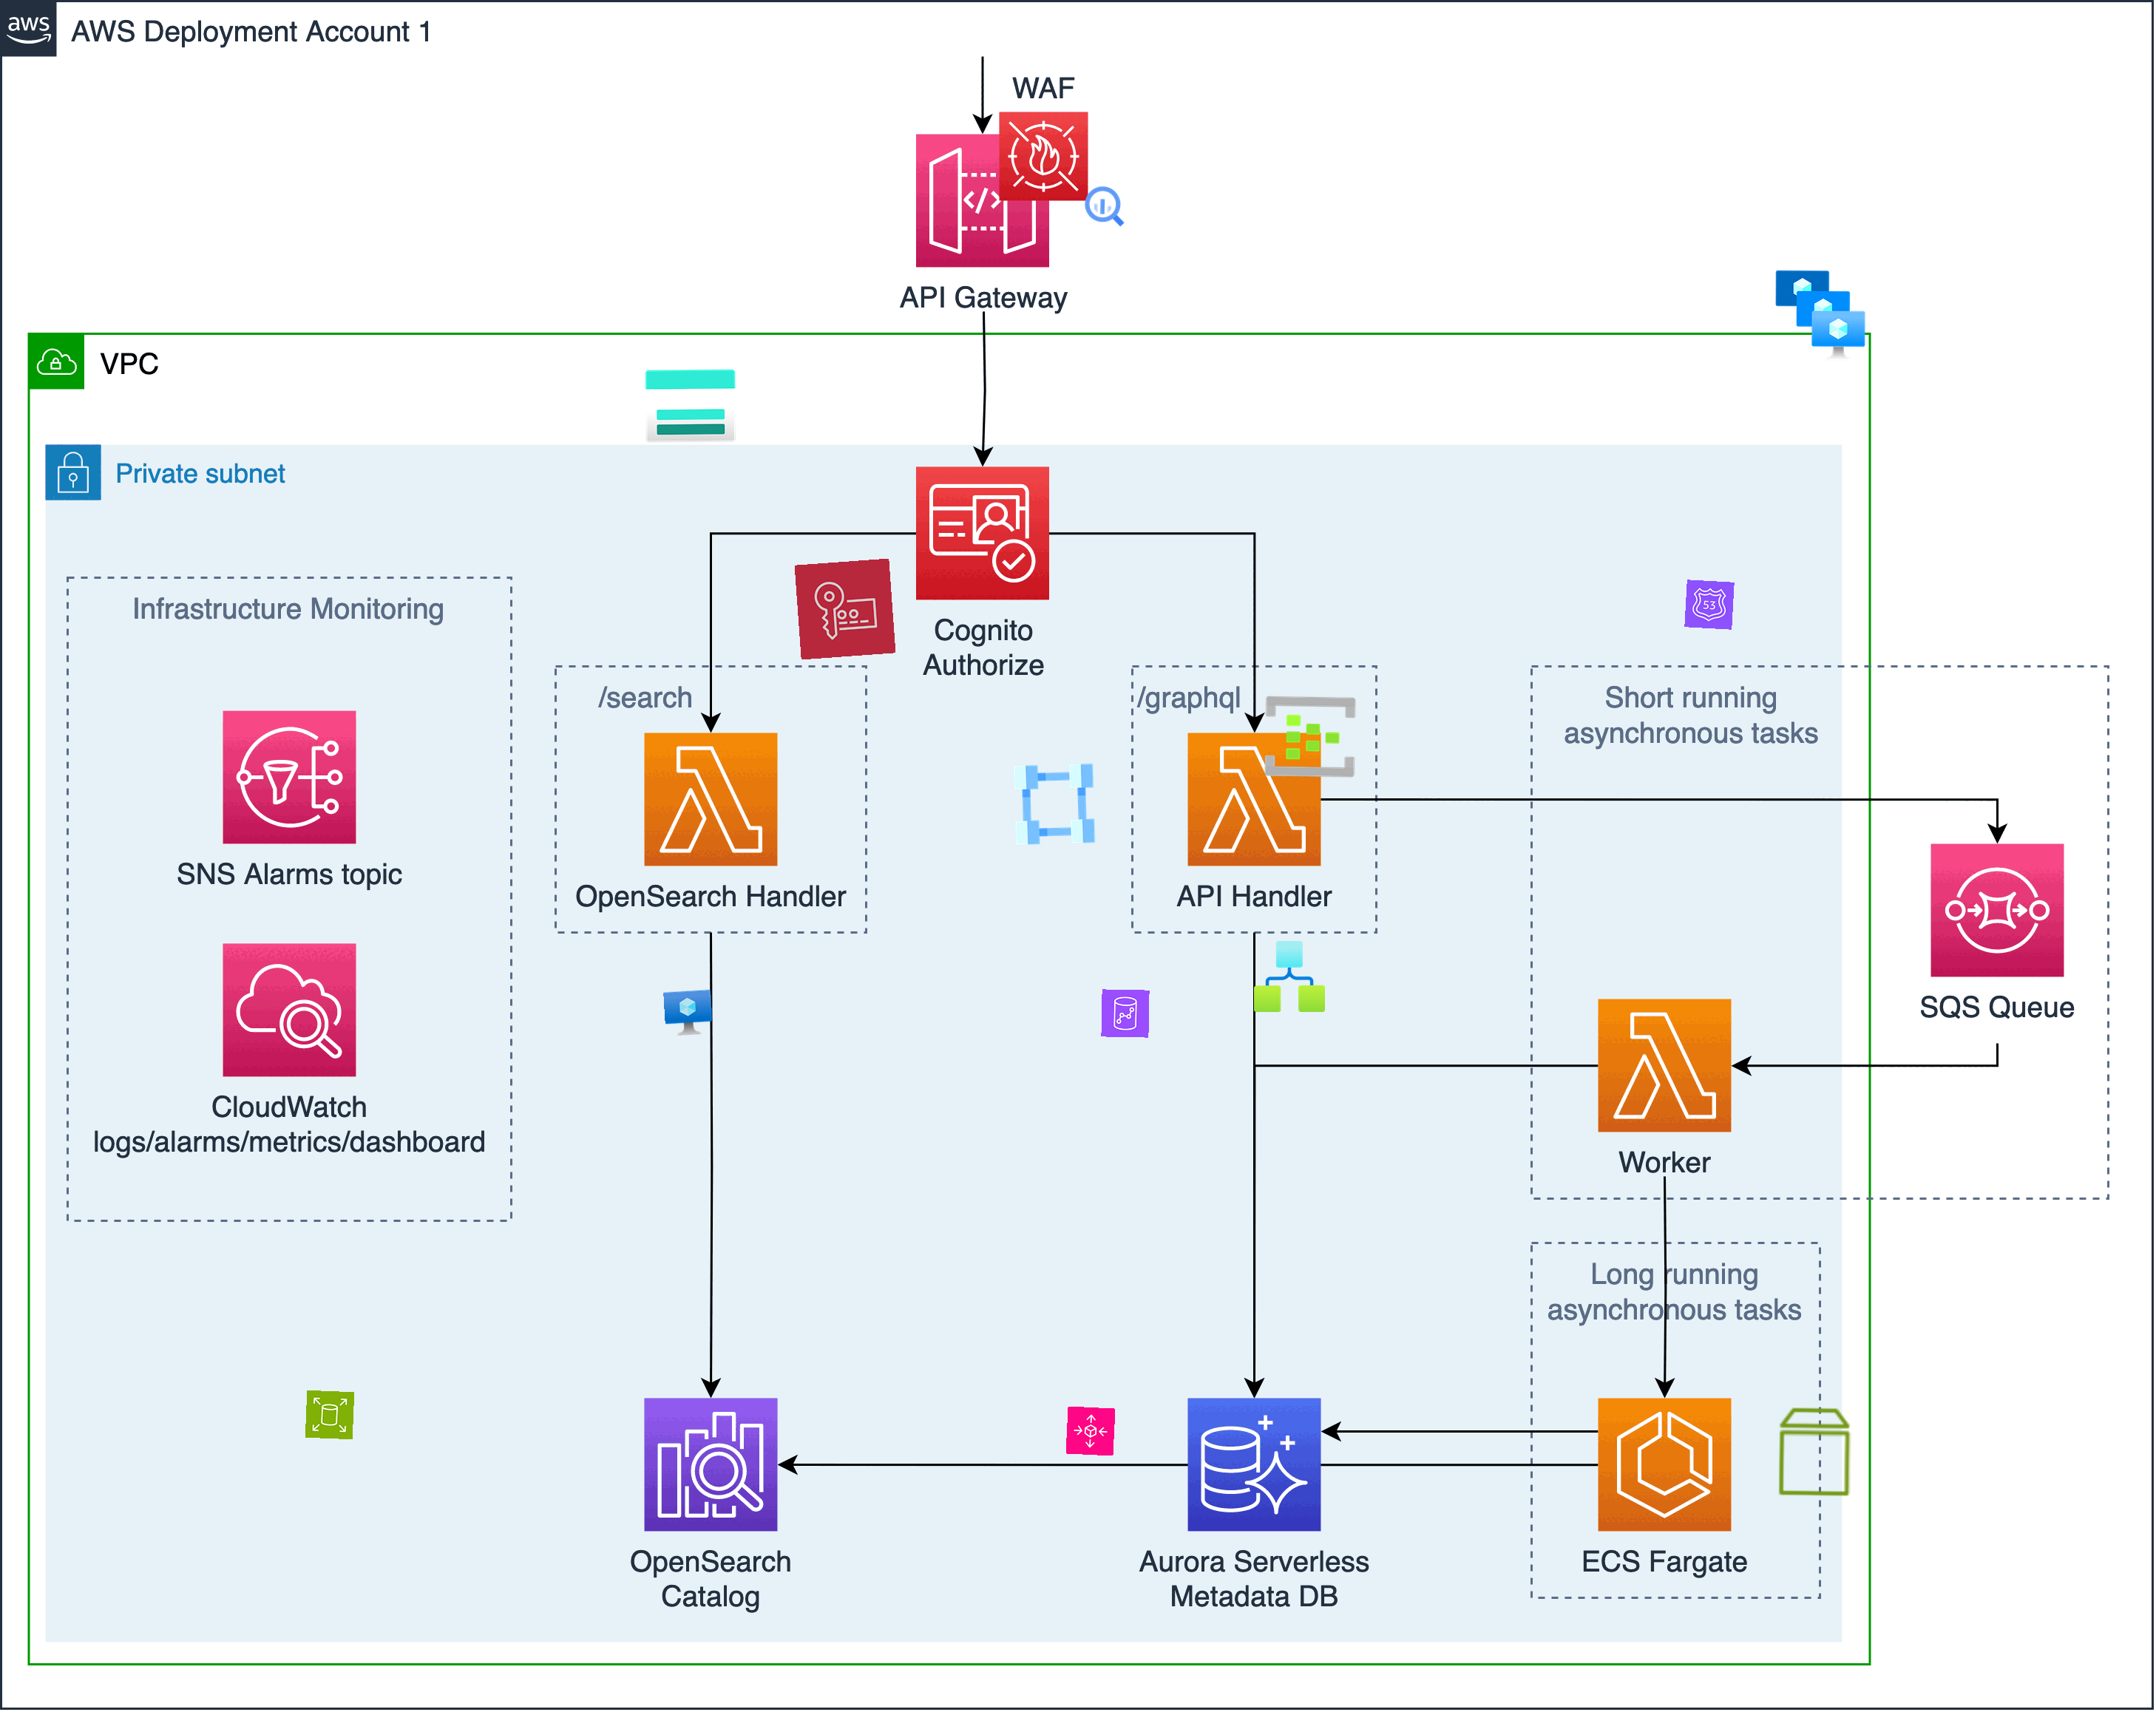 aws
AWS Deployment Account 1
WAF
API Gateway
VPC
Private subnet
Cognito
Authorize
Infrastructure Monitoring
53
/search
/graphql
Short running
asynchronous tasks
SNS Alarms topic
OpenSearch Handler
API Handler
SQS Queue
CloudWatch
logs/alarms/metrics/dashboard
Worker
Long running
asynchronous tasks
OpenSearch
Catalog
Aurora Serverless
Metadata DB
ECS Fargate